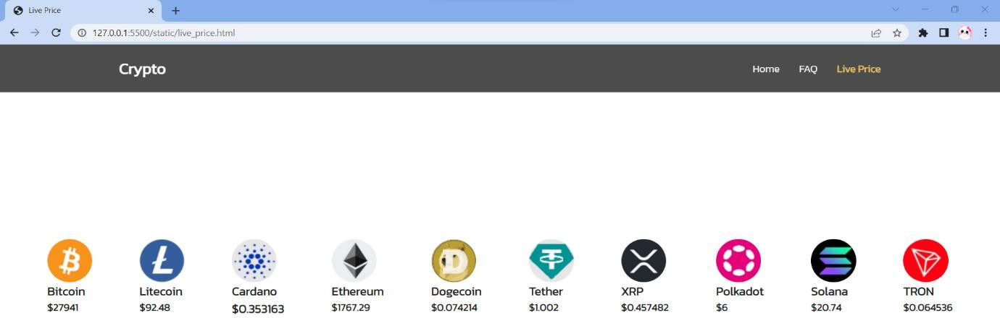 Live Price
127.0.0.1:5500/static/live_price.html
Crypto Home FAQ Live Price
Bitcoin Litecoin Cardano Ethereum Dogecoin Tether XRP Polkadot Solana TRON
$27941 $92.48 $0.353163 $1767.29 $0.074214 $1.002 $0.457482 $6 $20.74 $0.064536